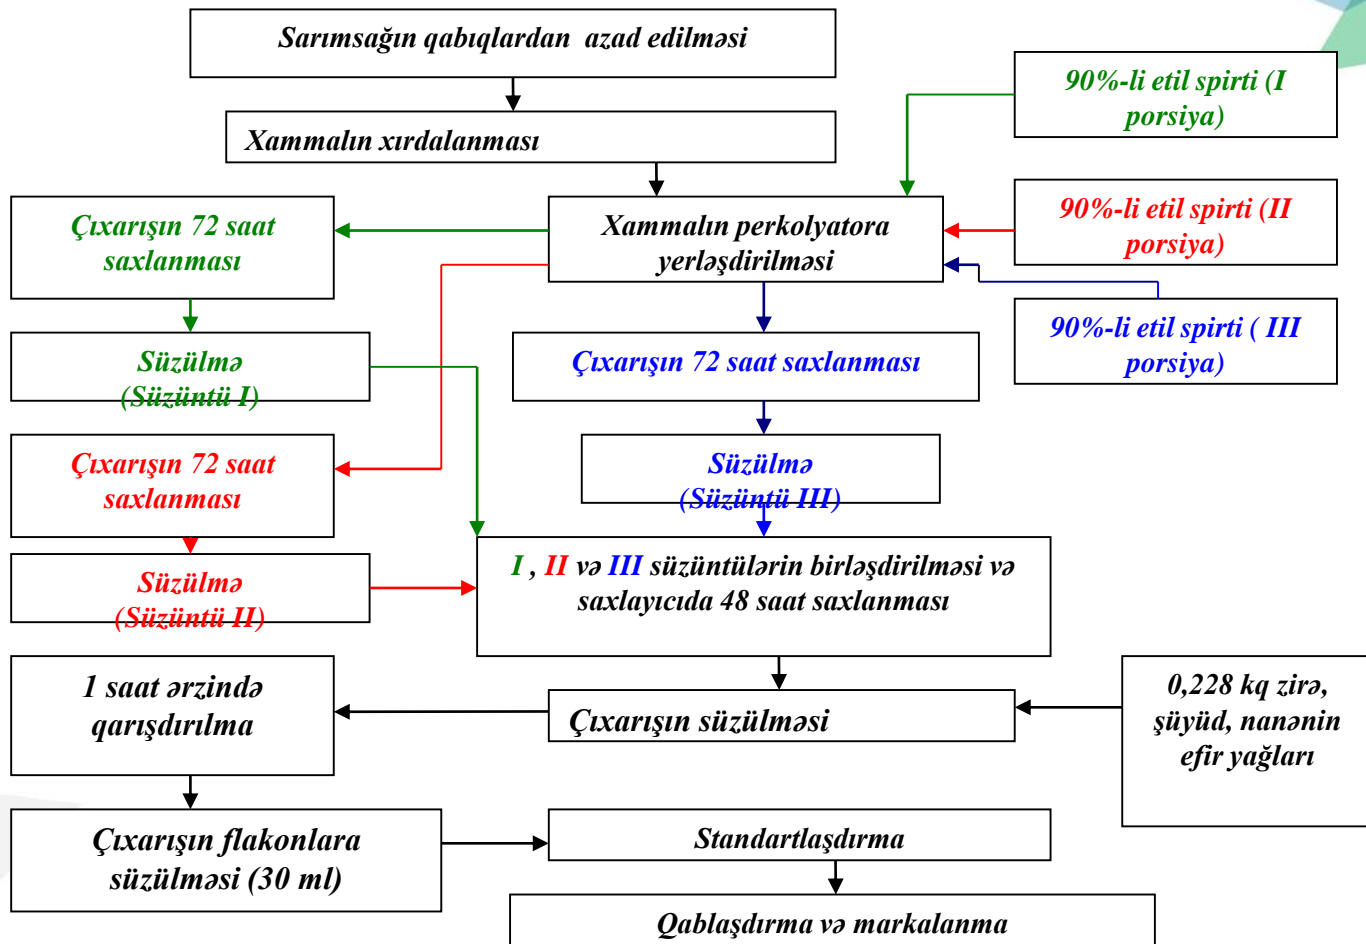 Sarımsağın qabıqlardan azad edilməsi
90%-li etil spirti (I
porsiya)
Xammalın xırdalanması
90%-li etil spirti (II
porsiya)
Çıxarışın 72 saat
saxlanması
Xammalın perkolyatora
yerləşdirilməsi
90%-li etil spirti ( III
porsiya)
Süzülmə
(Süzüntü I)
Çıxarışın 72 saat saxlanması
Çıxarışın 72 saat
saxlanması
Süzülmə
(Süzüntü III)
Süzülmə
(Süzüntü II)
I , II və III süzüntülərin birləşdirilməsi və
saxlayıcıda 48 saat saxlanması
1 saat ərzində
qarışdırılma
Çıxarışın süzülməsi
0,228 kq zirə,
şüyüd, nanənin
efir yağları
Çıxarışın flakonlara
süzülməsi (30 ml)
Standartlaşdırma
Qablaşdırma və markalanma